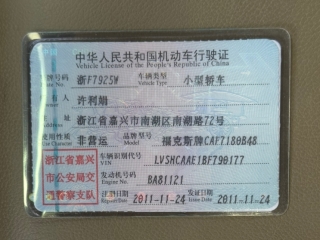 中华人民共和国机动车行驶证
Vehicle License of the People's Republic of China
号牌号码 浙F7925W 车辆类型 小型轿车
Plate No. Vehicle Type
所有人 许利娟
住址 浙江省嘉兴市南湖区南湖路72号
使用性质 非营运 品牌型号 福克斯牌CAF7180B48
Use Character Model
浙江省嘉兴
市公安局交
通警察支队
车辆识别代号 LVSHCAAE1BF790177
VIN
发动机号码 BA81121
Engine No.
注册日期 2011-11-24 发证日期 2011-11-24
Register Date Issue Date